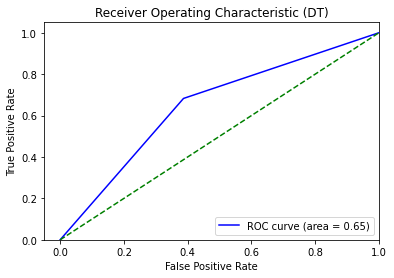 Receiver Operating Characteristic (DT)
True Positive Rate
1.0
0.8
0.6
0.4
0.2
0.0
ROC curve (area = 0.65)
0.0 0.2 0.4 0.6 0.8 1.0
False Positive Rate